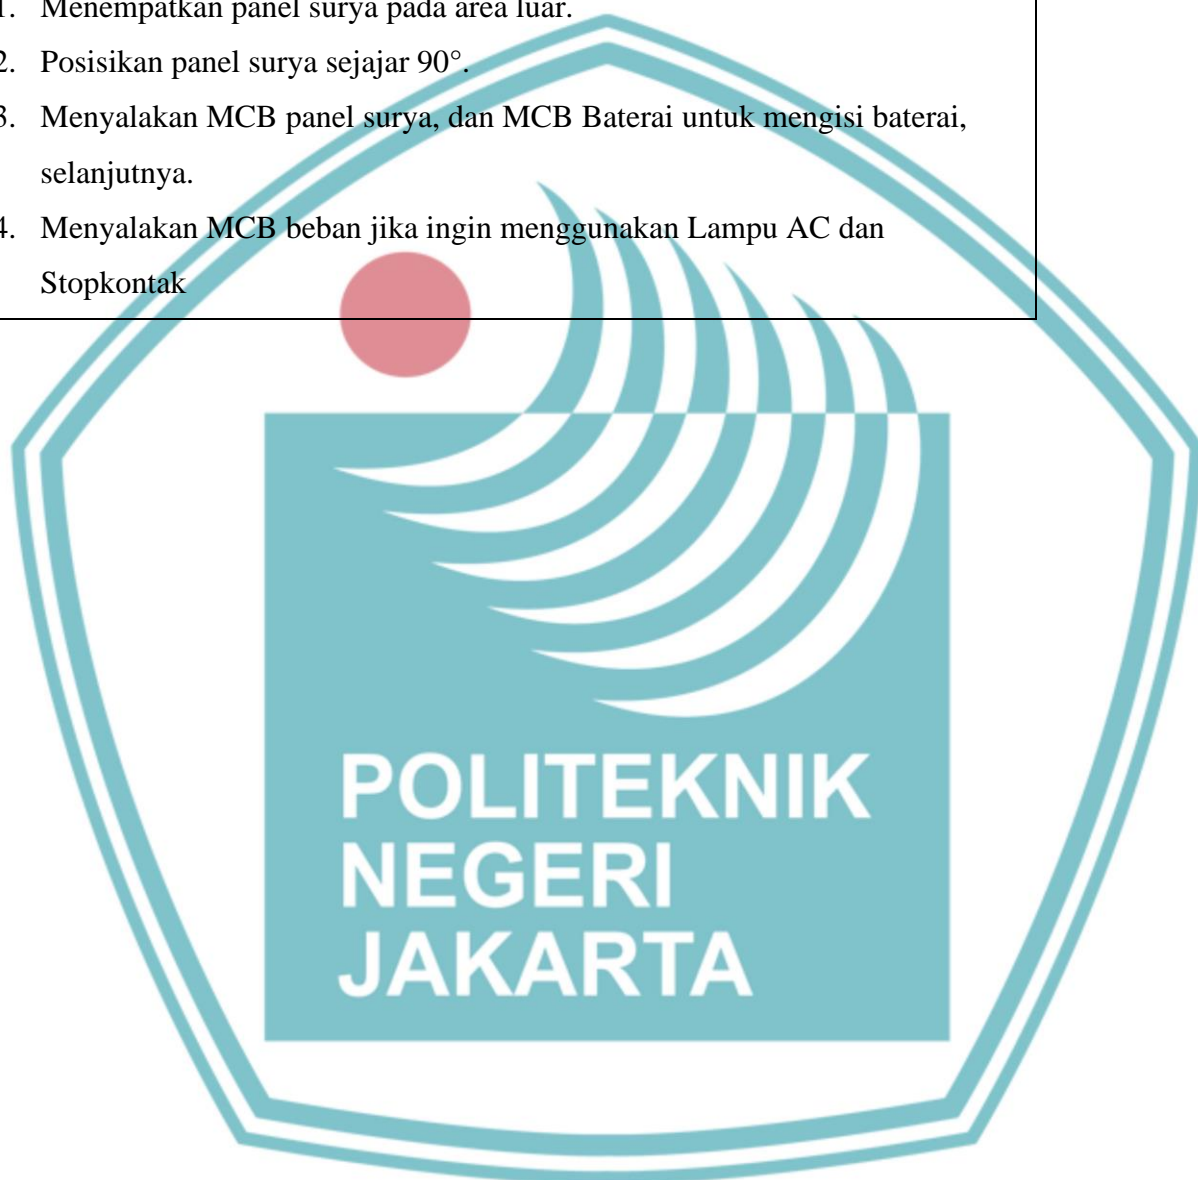 1. Menempatkan panel surya pada area luar.
2. Posisikan panel surya sejajar 90°.
3. Menyalakan MCB panel surya, dan MCB Baterai untuk mengisi baterai,
selanjutnya.
4. Menyalakan MCB beban jika ingin menggunakan Lampu AC dan
Stopkontak
POLITEKNIK
NEGERI
JAKARTA